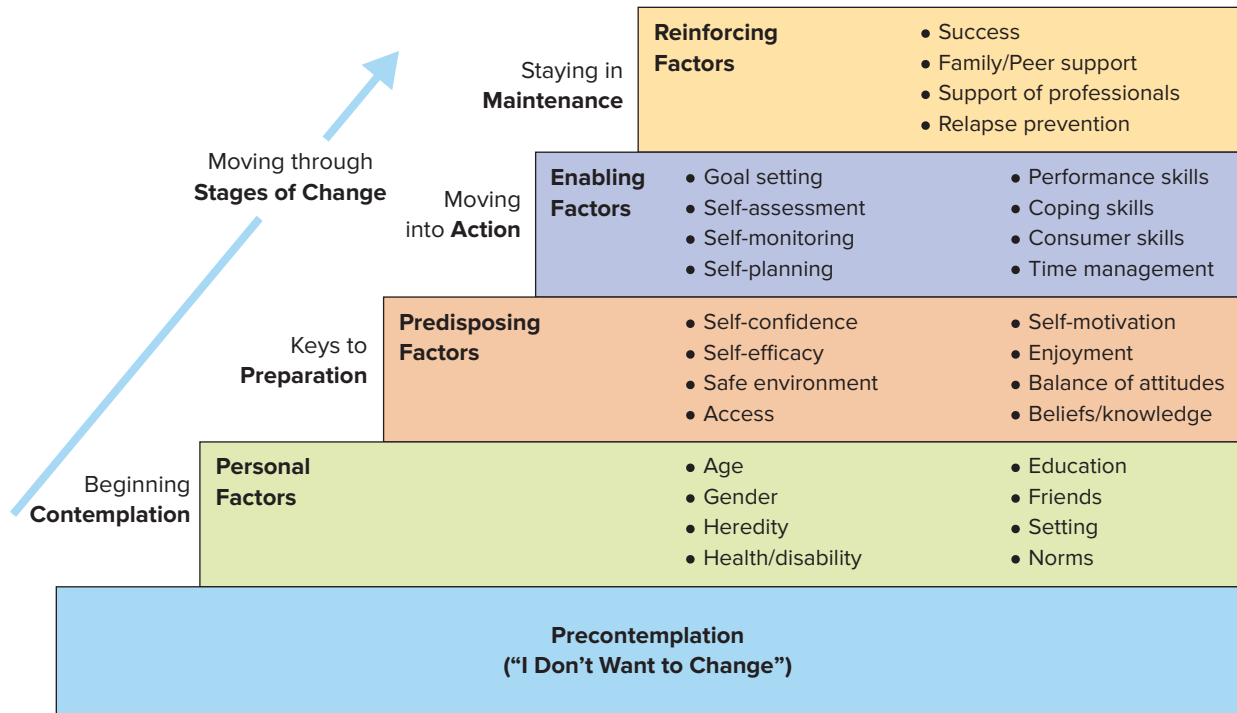 Reinforcing
Factors
• Success
• Family/Peer support
• Support of professionals
• Relapse prevention
Staying in
Maintenance
Moving through
Stages of Change
Enabling
Factors
• Goal setting
• Self-assessment
• Self-monitoring
• Self-planning
• Performance skills
• Coping skills
• Consumer skills
• Time management
Moving
into Action
Predisposing
Factors
• Self-confidence
• Self-efficacy
• Safe environment
• Access
• Self-motivation
• Enjoyment
• Balance of attitudes
• Beliefs/knowledge
Keys to
Preparation
Personal
Factors
• Age
• Gender
• Heredity
• Health/disability
• Education
• Friends
• Setting
• Norms
Beginning
Contemplation
Precontemplation
(“I Don’t Want to Change”)